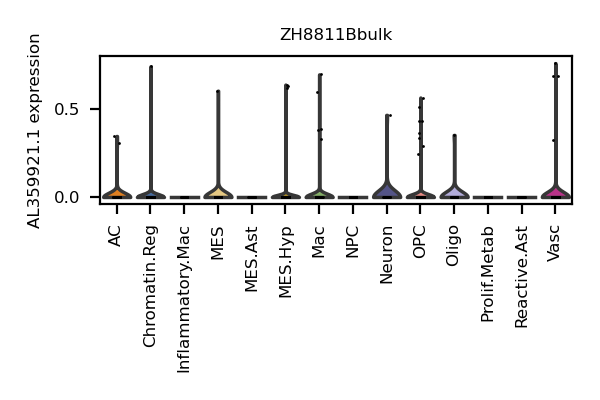 ZH8811Bbulk
AL359921.1 expression
0.5
0.0
AC
Chromatin.Reg
Inflammatory.Mac
MES
MES.Ast
MES.Hyp
Mac
NPC
Neuron
OPC
Oligo
Prolif.Metab
Reactive.Ast
Vasc